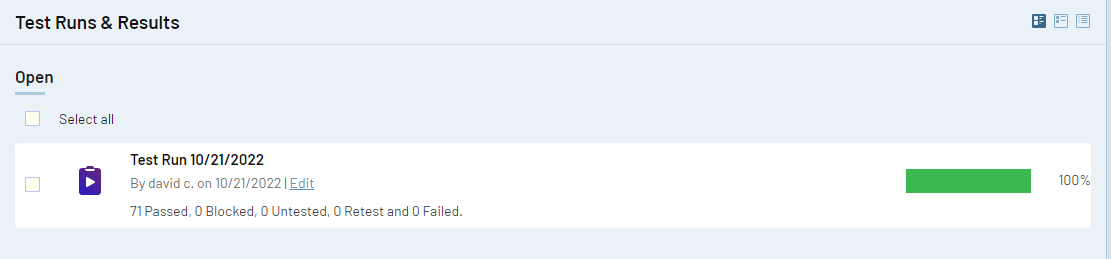 Test Runs & Results
Open
Select all
Test Run 10/21/2022
By david c. on 10/21/2022 | Edit
100%
71 Passed, 0 Blocked, 0 Untested, 0 Retest and 0 Failed.